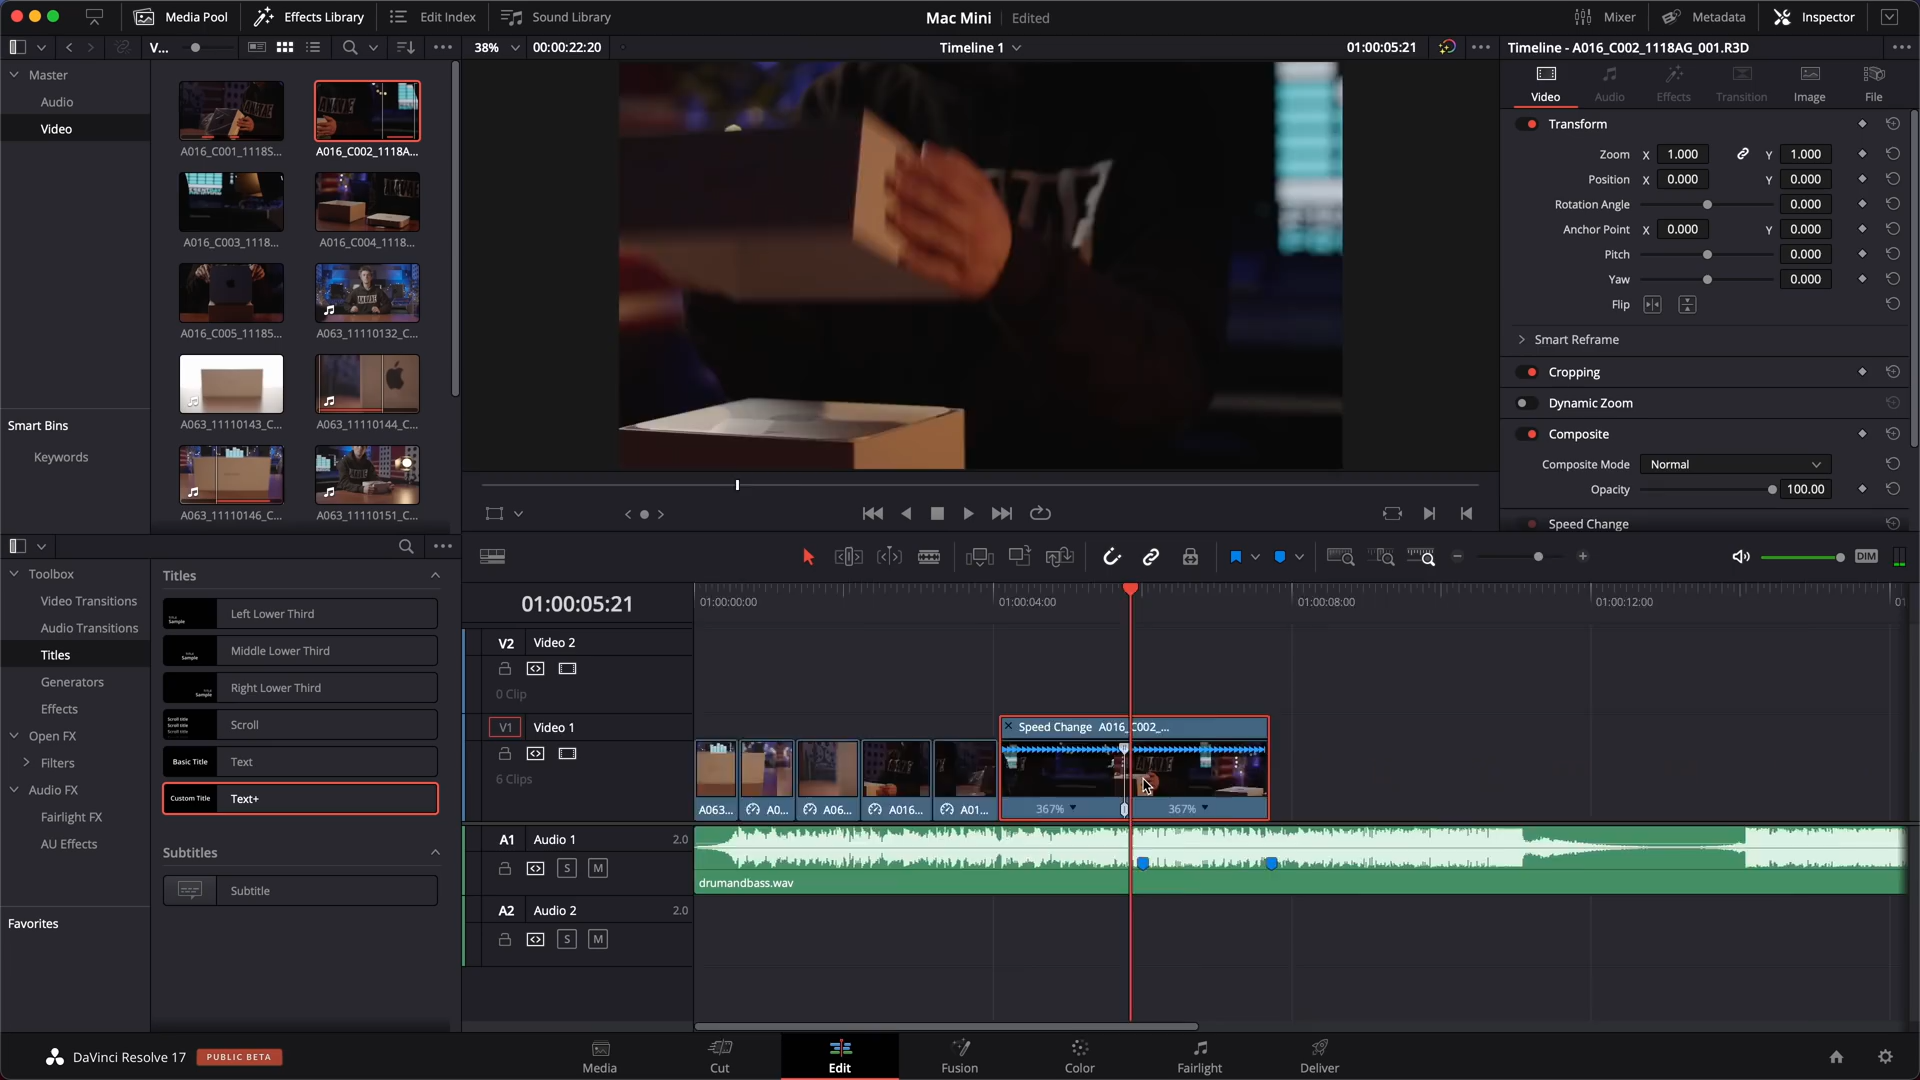 Media Pool
Effects Library
Edit Index
Sound Library
Mac Mini
Edited
Mixer
Metadata
Inspector
V...
38%
00:00:22:20
Timeline 1
01:00:05:21
Timeline - A016_C002_1118AG_001.R3D
Master
Audio
Video
A016_C001_1118S...
A016_C002_1118A...
A016_C003_1118...
A016_C004_1118...
A016_C005_11185...
A063_11110132_C...
A063_11110143_C...
A063_11110144_C...
A063_11110146_C...
A063_11110151_C...
Smart Bins
Keywords
Video
Audio
Effects
Transition
Image
File
Transform
Zoom X 1.000 Y 1.000
Position X 0.000 Y 0.000
Rotation Angle 0.000
Anchor Point X 0.000 Y 0.000
Pitch 0.000
Yaw 0.000
Flip
Smart Reframe
Cropping
Dynamic Zoom
Composite
Composite Mode Normal
Opacity 100.00
Speed Change
Toolbox
Video Transitions
Audio Transitions
Titles
Generators
Effects
Open FX
Filters
Audio FX
Fairlight FX
AU Effects
Favorites
Titles
Left Lower Third
Middle Lower Third
Right Lower Third
Scroll
Basic Title Text
Custom Title Text+
Subtitles
Subtitle
DIM
01:00:05:21
01:00:00:00
01:00:04:00
01:00:08:00
01:00:12:00
V2 Video 2
0 Clip
V1 Video 1
6 Clips
Speed Change A016_C002_...
A063...
A0...
A06...
A016...
A01...
367%
367%
A1 Audio 1 2.0
S M
drumandbass.wav
A2 Audio 2 2.0
S M
DaVinci Resolve 17
PUBLIC BETA
Media
Cut
Edit
Fusion
Color
Fairlight
Deliver